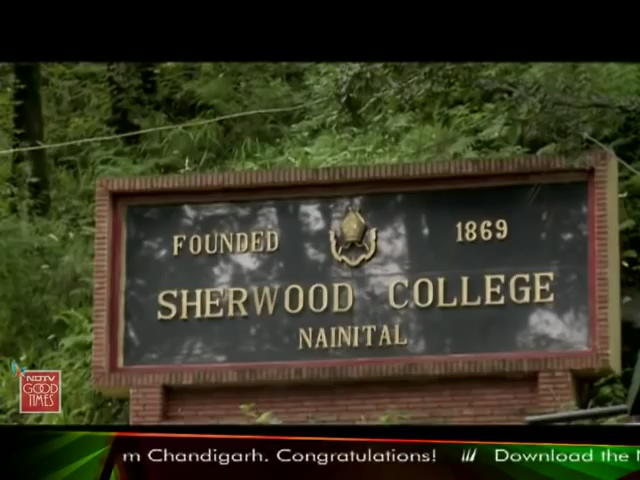 FOUNDED 1869
SHERWOOD COLLEGE
NAINITAL
NDTV
GOOD
TIMES
m Chandigarh. Congratulations! /// Download the